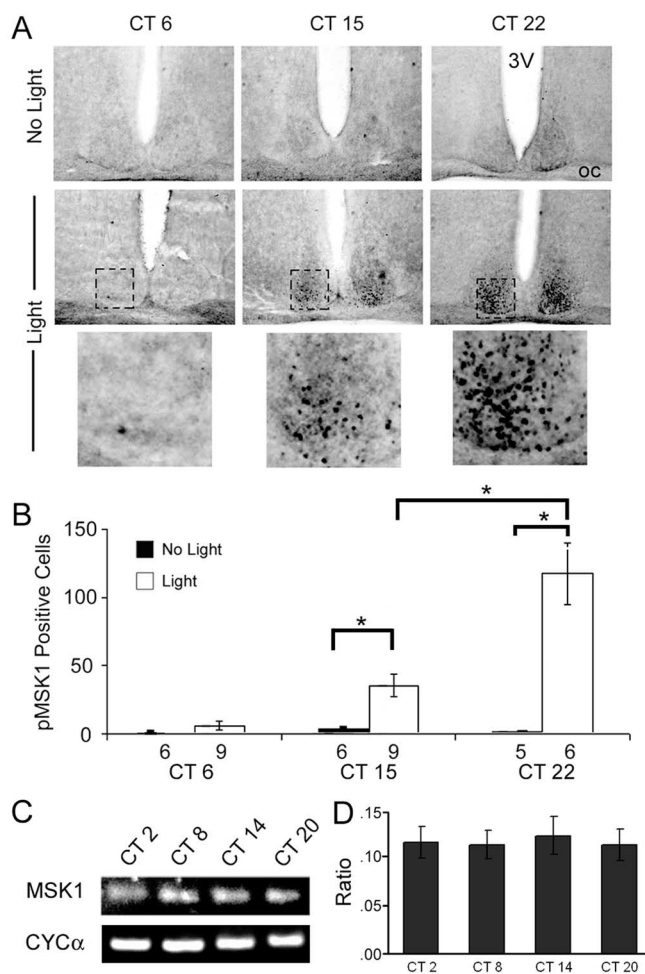 A
CT 6 CT 15 CT 22
No Light
3V
oc
Light
B
pMSK1 Positive Cells
150
100
50
0
No Light
Light
*
*
*
6 9 6 9 5 6
CT 6 CT 15 CT 22
C
CT 2 CT 8 CT 14 CT 20
MSK1
CYCα
D
Ratio
.15
.10
.05
.00
CT 2 CT 8 CT 14 CT 20